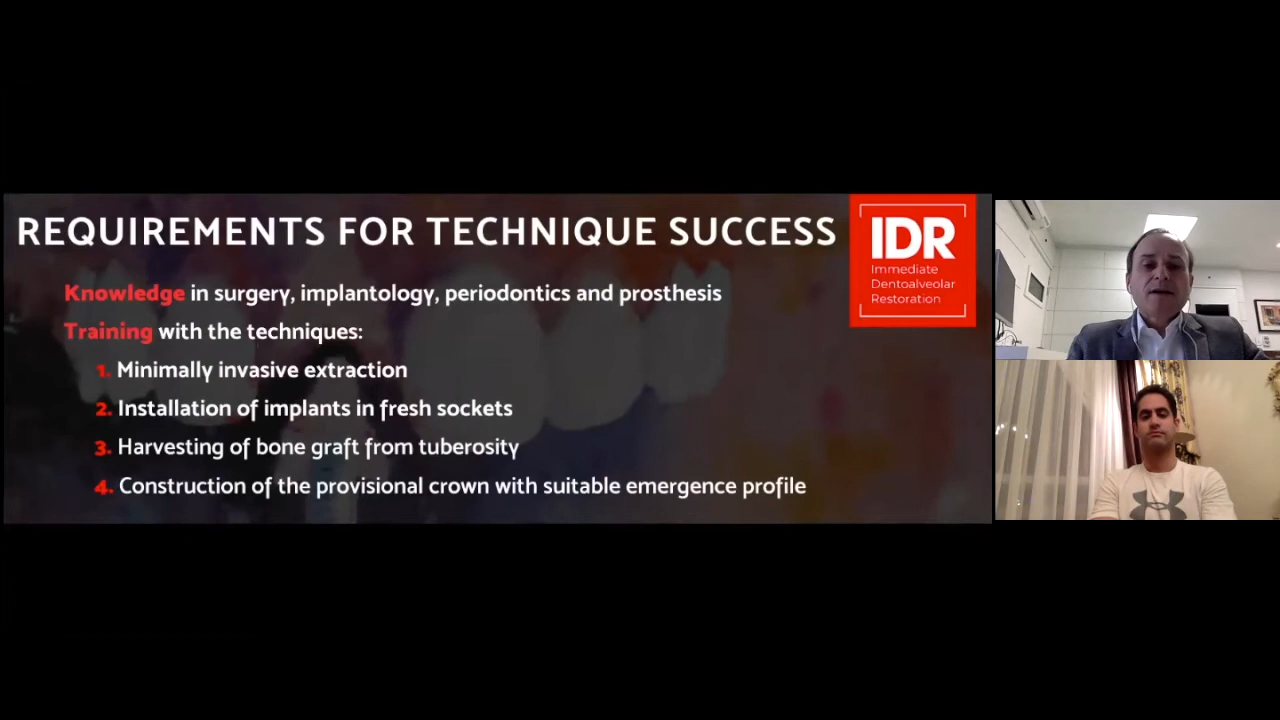 REQUIREMENTS FOR TECHNIQUE SUCCESS
IDR
Immediate
Dentoalveolar
Restoration
Knowledge in surgery, implantology, periodontics and prosthesis
Training with the techniques:
1. Minimally invasive extraction
2. Installation of implants in fresh sockets
3. Harvesting of bone graft from tuberosity
4. Construction of the provisional crown with suitable emergence profile